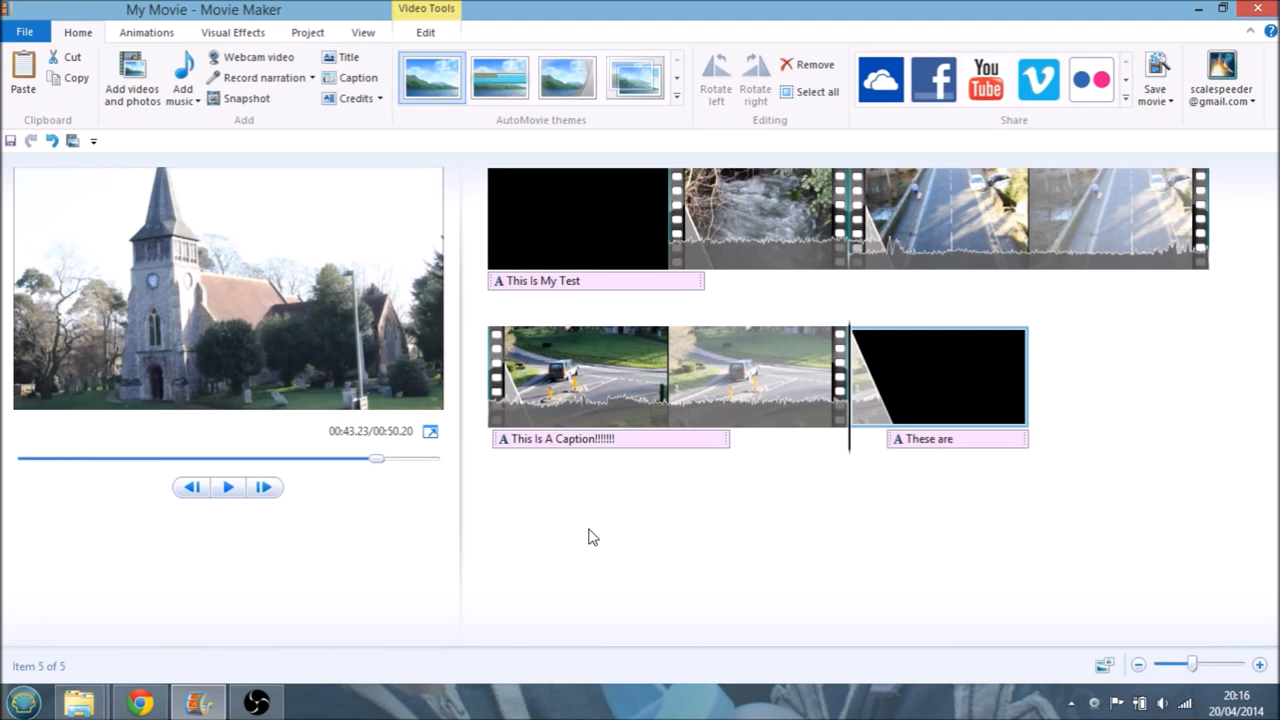 My Movie - Movie Maker
Video Tools
File
Home
Animations
Visual Effects
Project
View
Edit
Paste
Cut
Copy
Clipboard
Add videos
and photos
Add
music
Webcam video
Record narration
Snapshot
Title
Caption
Credits
Add
AutoMovie themes
Rotate
left
Rotate
right
Remove
Select all
Editing
You
Tube
Share
Save
movie
scalespeeder
@gmail.com
This Is My Test
00:43.23/00:50.20
This Is A Caption!!!!!!!
These are
Item 5 of 5
20:16
20/04/2014